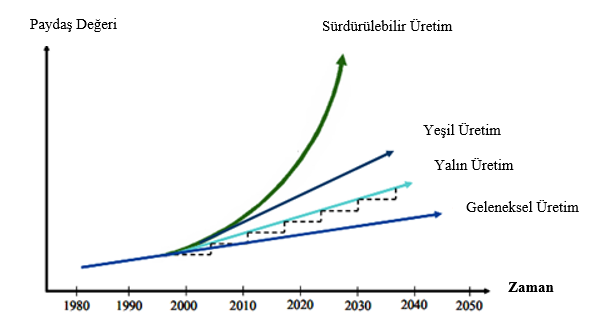 Paydaş Değeri
Sürdürülebilir Üretim
Yeşil Üretim
Yalın Üretim
Geleneksel Üretim
Zaman
1980 1990 2000 2010 2020 2030 2040 2050